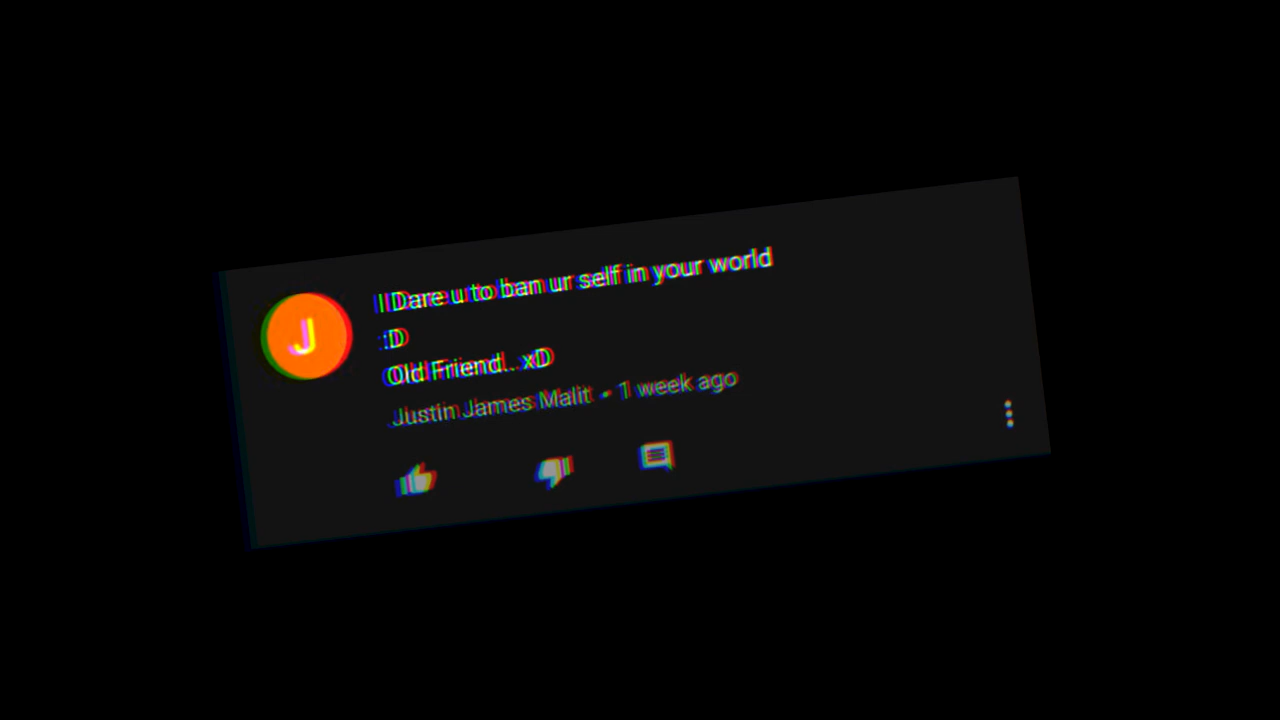 J
I Dare u to ban ur self in your world
:D
Old Friend...xD
Justin James Malit • 1 week ago